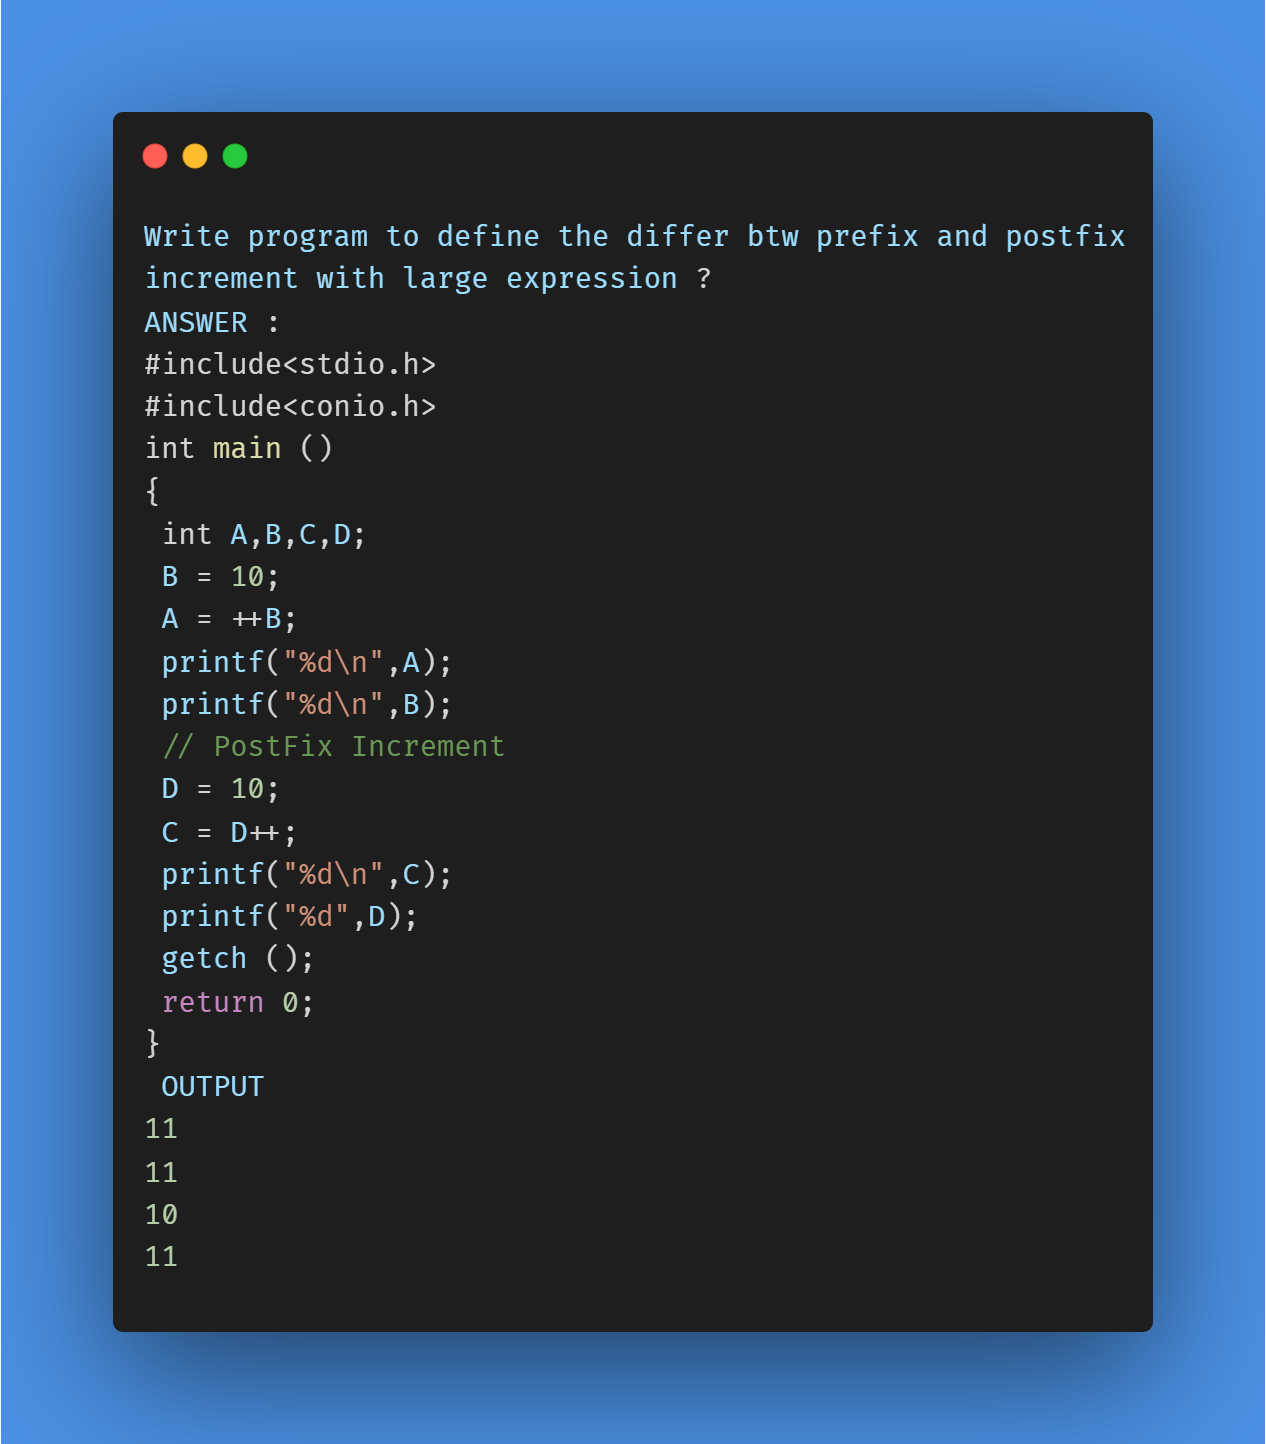 Write program to define the differ btw prefix and postfix
increment with large expression ?
ANSWER :
#include<stdio.h>
#include<conio.h>
int main ()
{
 int A,B,C,D;
 B = 10;
 A = ++B;
 printf("%d\n",A);
 printf("%d\n",B);
 // PostFix Increment
 D = 10;
 C = D++;
 printf("%d\n",C);
 printf("%d",D);
 getch ();
 return 0;
}
 OUTPUT
11
11
10
11